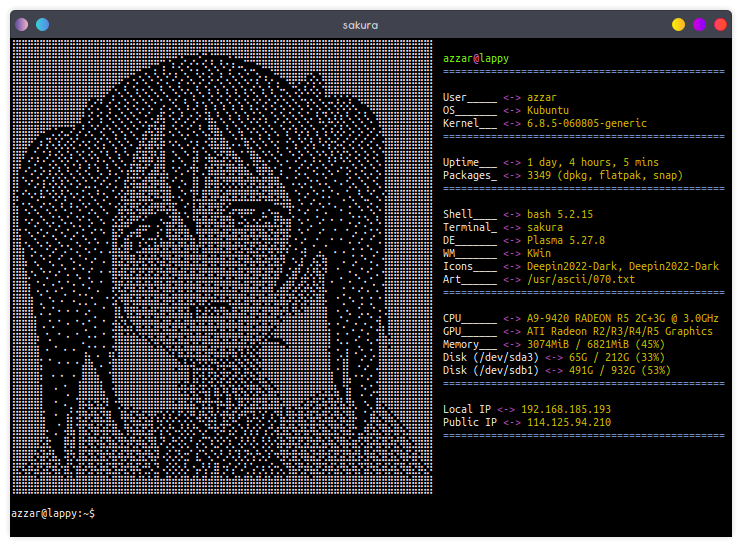 sakura
azzar@lappy
===============================================
User_____ <-> azzar
OS_______ <-> Kubuntu
Kernel___ <-> 6.8.5-060805-generic
===============================================
Uptime___ <-> 1 day, 4 hours, 5 mins
Packages_ <-> 3349 (dpkg, flatpak, snap)
===============================================
Shell____ <-> bash 5.2.15
Terminal_ <-> sakura
DE_______ <-> Plasma 5.27.8
WM_______ <-> KWin
Icons____ <-> Deepin2022-Dark, Deepin2022-Dark
Art______ <-> /usr/ascii/070.txt
===============================================
CPU______ <-> A9-9420 RADEON R5 2C+3G @ 3.0GHz
GPU______ <-> ATI Radeon R2/R3/R4/R5 Graphics
Memory___ <-> 3074MiB / 6821MiB (45%)
Disk (/dev/sda3) <-> 65G / 212G (33%)
Disk (/dev/sdb1) <-> 491G / 932G (53%)
===============================================
Local IP <-> 192.168.185.193
Public IP <-> 114.125.94.210
===============================================
azzar@lappy:~$